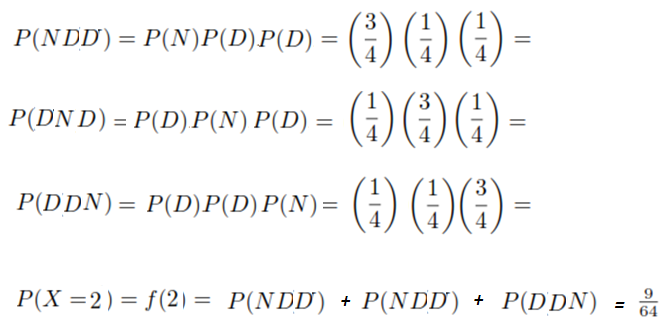 P(NDD) = P(N)P(D)P(D) = (3/4) (1/4) (1/4) =
P(DND) = P(D).P(N) P(D) = (1/4) (3/4) (1/4) =
P(DDN) = P(D)P(D)P(N) = (1/4) (1/4) (3/4) =
P(X = 2) = f(2) = P(NDD) + P(NDD) + P(DDN) = 9/64